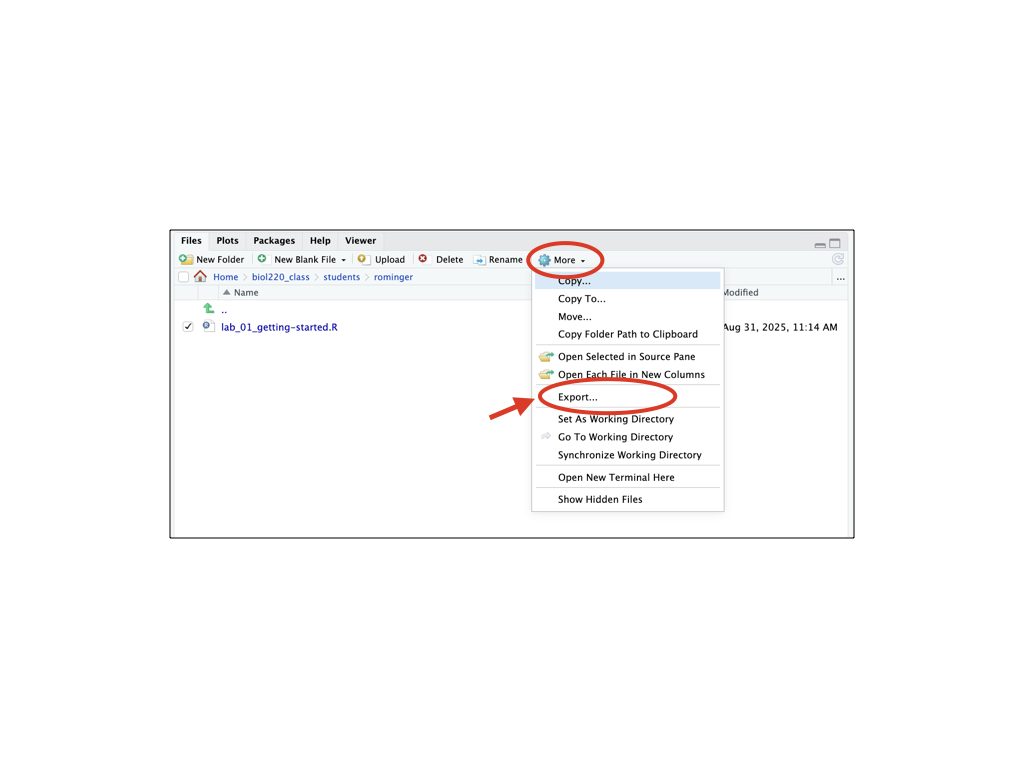 Files Plots Packages Help Viewer
New Folder New Blank File Upload Delete Rename More
Home biol220_class students rominger ...
Name Modified
..
lab_01_getting-started.R Aug 31, 2025, 11:14 AM
Copy...
Copy To...
Move...
Copy Folder Path to Clipboard
Open Selected in Source Pane
Open Each File in New Columns
Export...
Set As Working Directory
Go To Working Directory
Synchronize Working Directory
Open New Terminal Here
Show Hidden Files